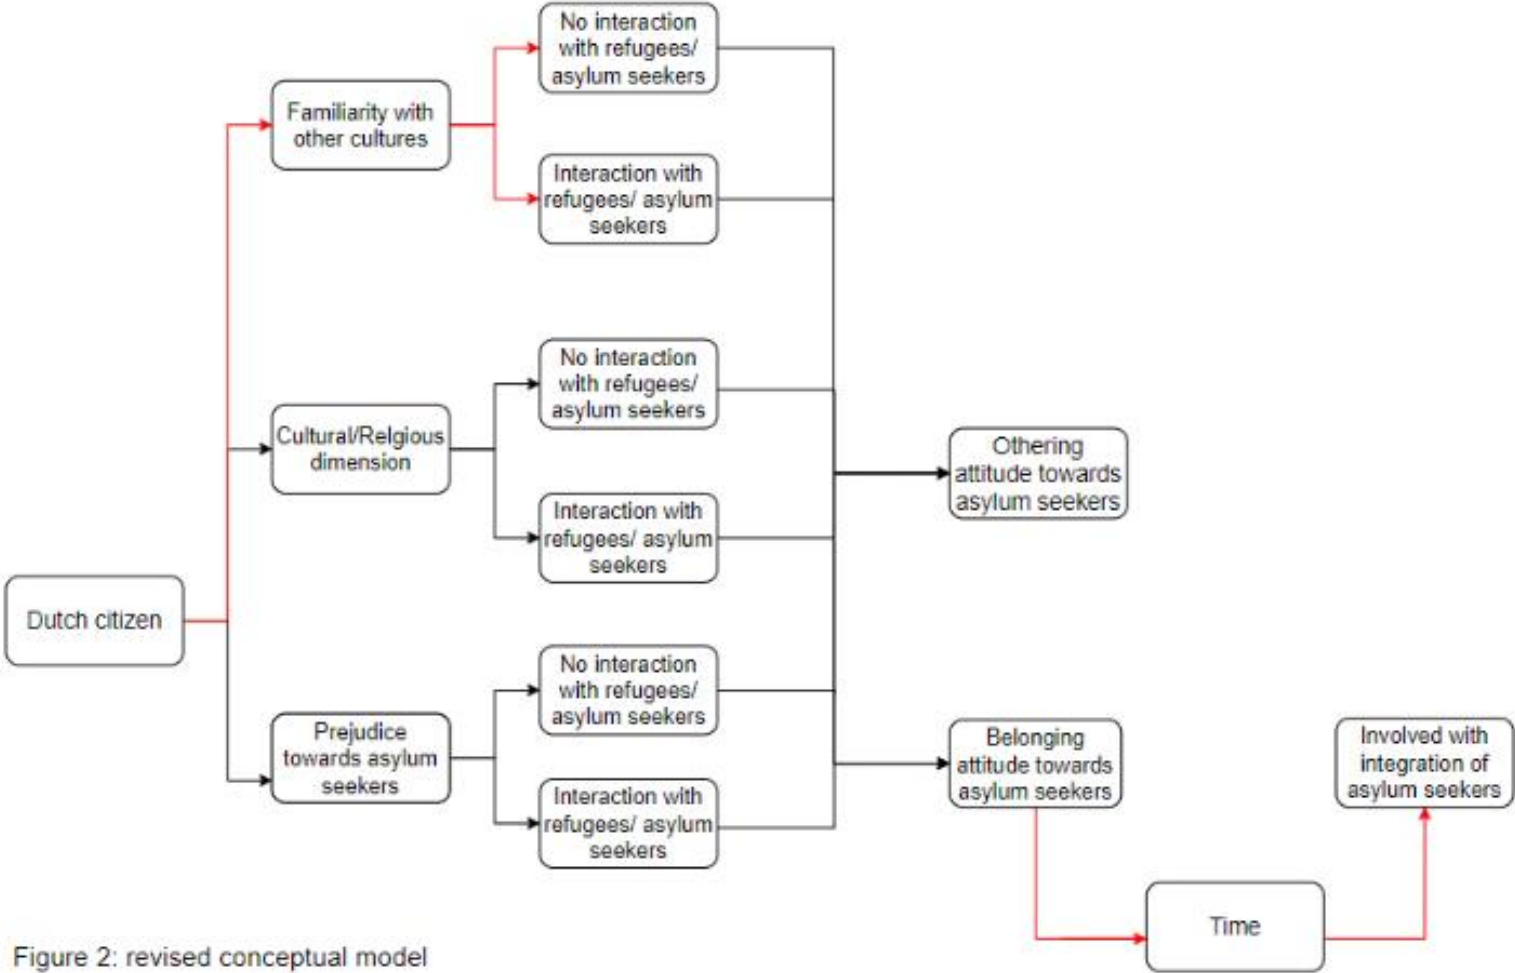 No interaction
with refugees/
asylum seekers
Familiarity with
other cultures
Interaction with
refugees/ asylum
seekers
No interaction
with refugees/
asylum seekers
Cultural/Relgious
dimension
Interaction with
refugees/ asylum
seekers
Othering
attitude towards
asylum seekers
Dutch citizen
No interaction
with refugees/
asylum seekers
Prejudice
towards asylum
seekers
Interaction with
refugees/ asylum
seekers
Belonging
attitude towards
asylum seekers
Involved with
integration of
asylum seekers
Time
Figure 2: revised conceptual model